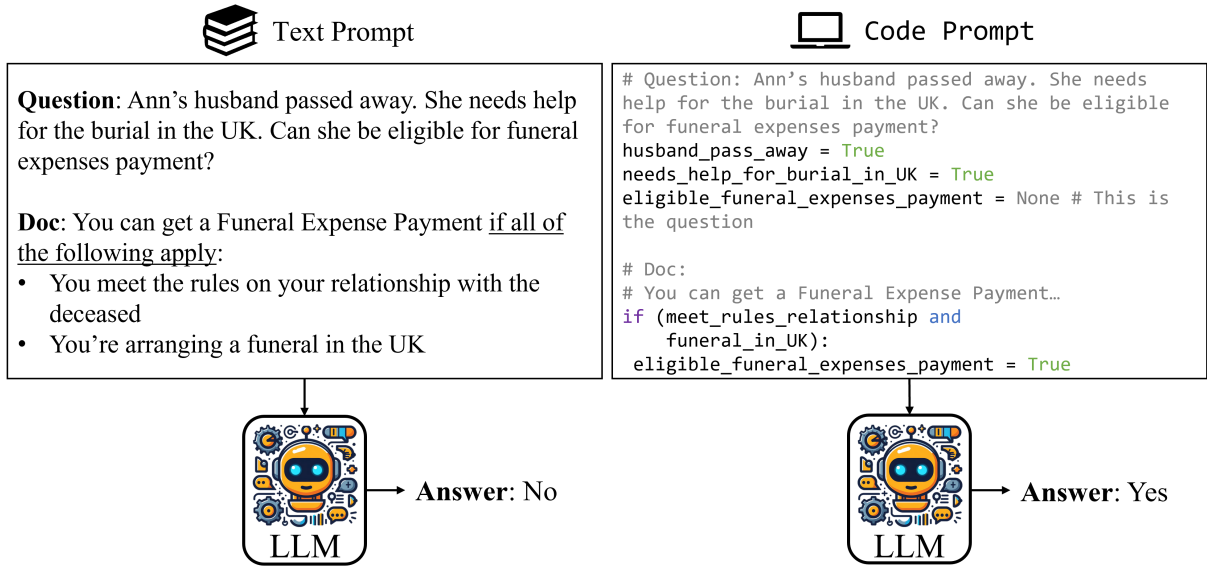 Text Prompt
Question: Ann’s husband passed away. She needs help
for the burial in the UK. Can she be eligible for funeral
expenses payment?
Doc: You can get a Funeral Expense Payment if all of
the following apply:
• You meet the rules on your relationship with the
deceased
• You’re arranging a funeral in the UK
LLM
Answer: No
Code Prompt
# Question: Ann’s husband passed away. She needs
help for the burial in the UK. Can she be eligible
for funeral expenses payment?
husband_pass_away = True
needs_help_for_burial_in_UK = True
eligible_funeral_expenses_payment = None # This is
the question
# Doc:
# You can get a Funeral Expense Payment…
if (meet_rules_relationship and
funeral_in_UK):
eligible_funeral_expenses_payment = True
LLM
Answer: Yes